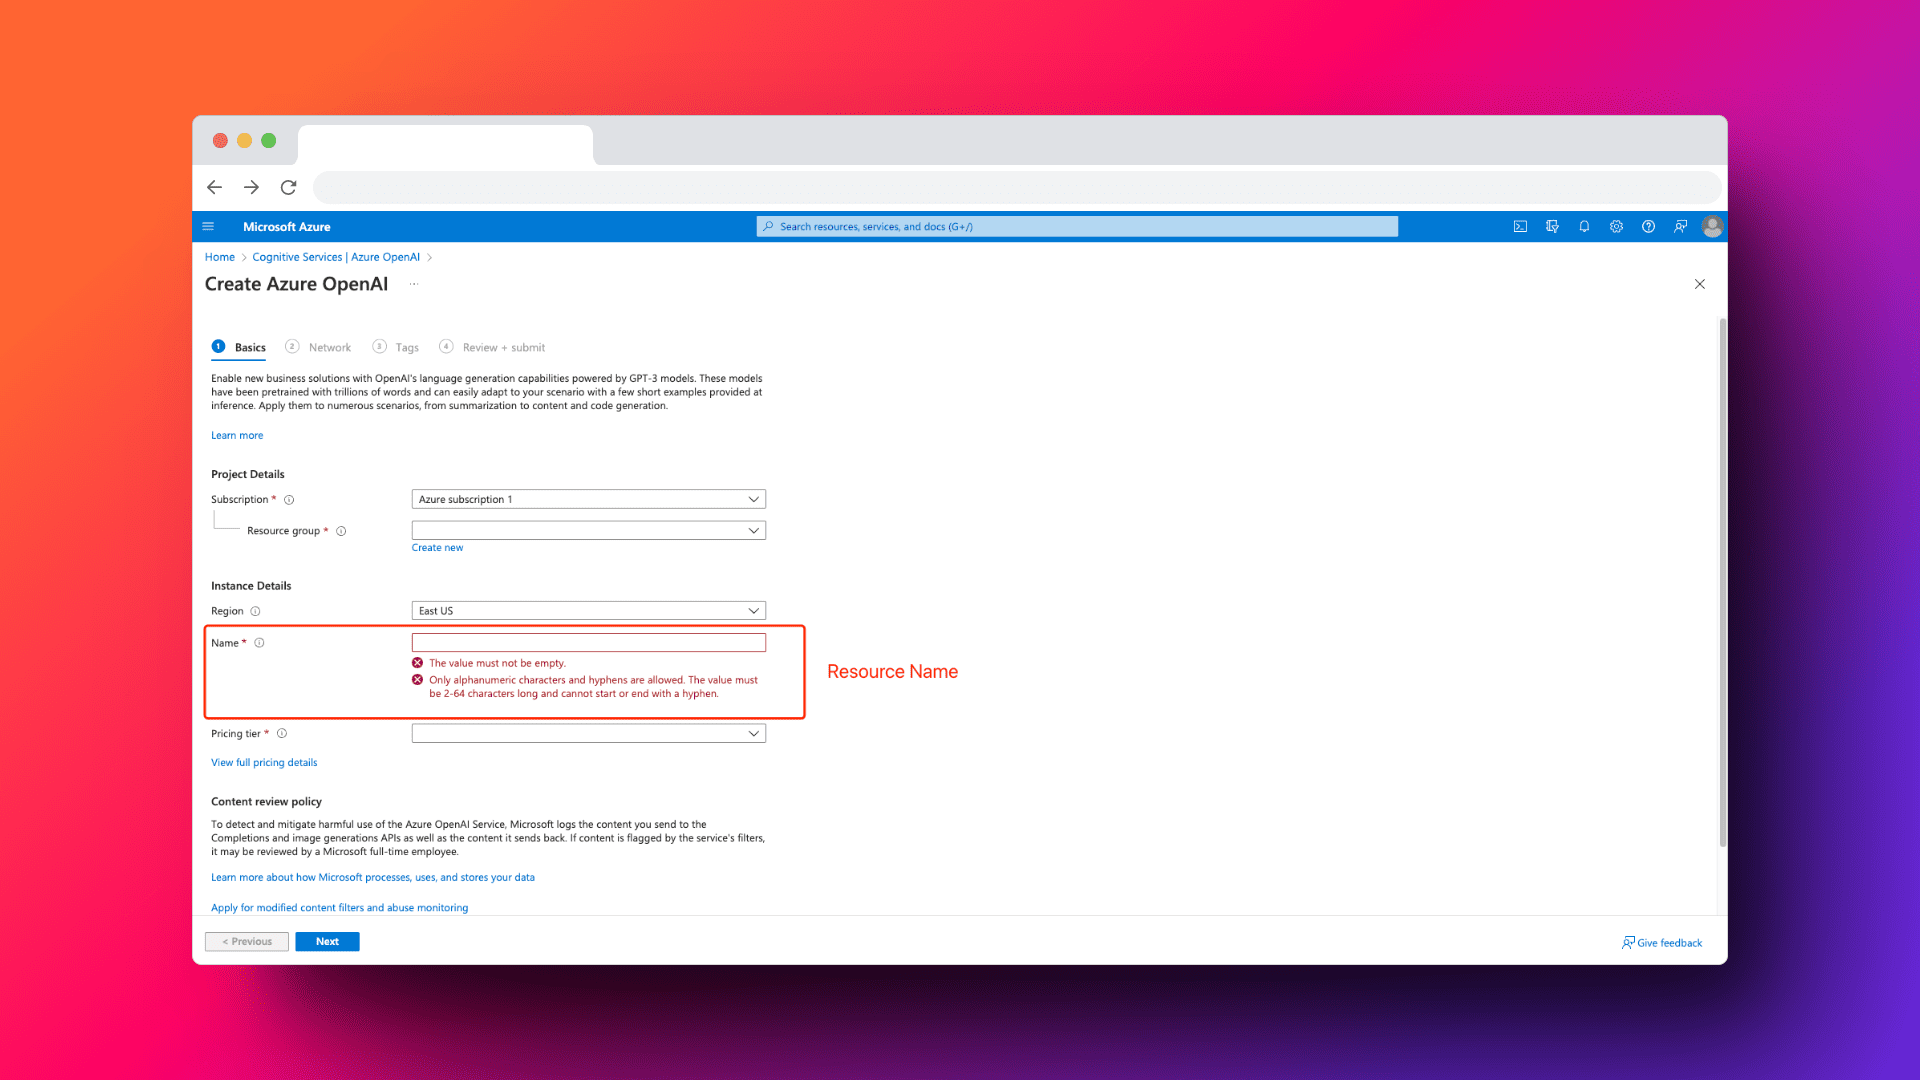 Microsoft Azure
Search resources, services, and docs (G+/)
Home > Cognitive Services | Azure OpenAI >
Create Azure OpenAI ...
1 Basics 2 Network 3 Tags 4 Review + submit
Enable new business solutions with OpenAI's language generation capabilities powered by GPT-3 models. These models
have been pretrained with trillions of words and can easily adapt to your scenario with a few short examples provided at
inference. Apply them to numerous scenarios, from summarization to content and code generation.
Learn more
Project Details
Subscription * Azure subscription 1
Resource group *
Create new
Instance Details
Region East US
Name *
The value must not be empty.
Only alphanumeric characters and hyphens are allowed. The value must
be 2-64 characters long and cannot start or end with a hyphen.
Resource Name
Pricing tier *
View full pricing details
Content review policy
To detect and mitigate harmful use of the Azure OpenAI Service, Microsoft logs the content you send to the
Completions and image generations APIs as well as the content it sends back. If content is flagged by the service's filters,
it may be reviewed by a Microsoft full-time employee.
Learn more about how Microsoft processes, uses, and stores your data
Apply for modified content filters and abuse monitoring
< Previous Next
Give feedback